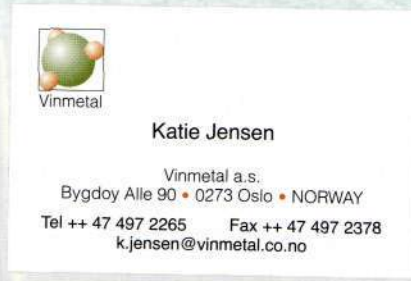 Vinmetal
Katie Jensen
Vinmetal a.s.
Bygdoy Alle 90 • 0273 Oslo • NORWAY
Tel ++ 47 497 2265 Fax ++ 47 497 2378
k.jensen@vinmetal.co.no